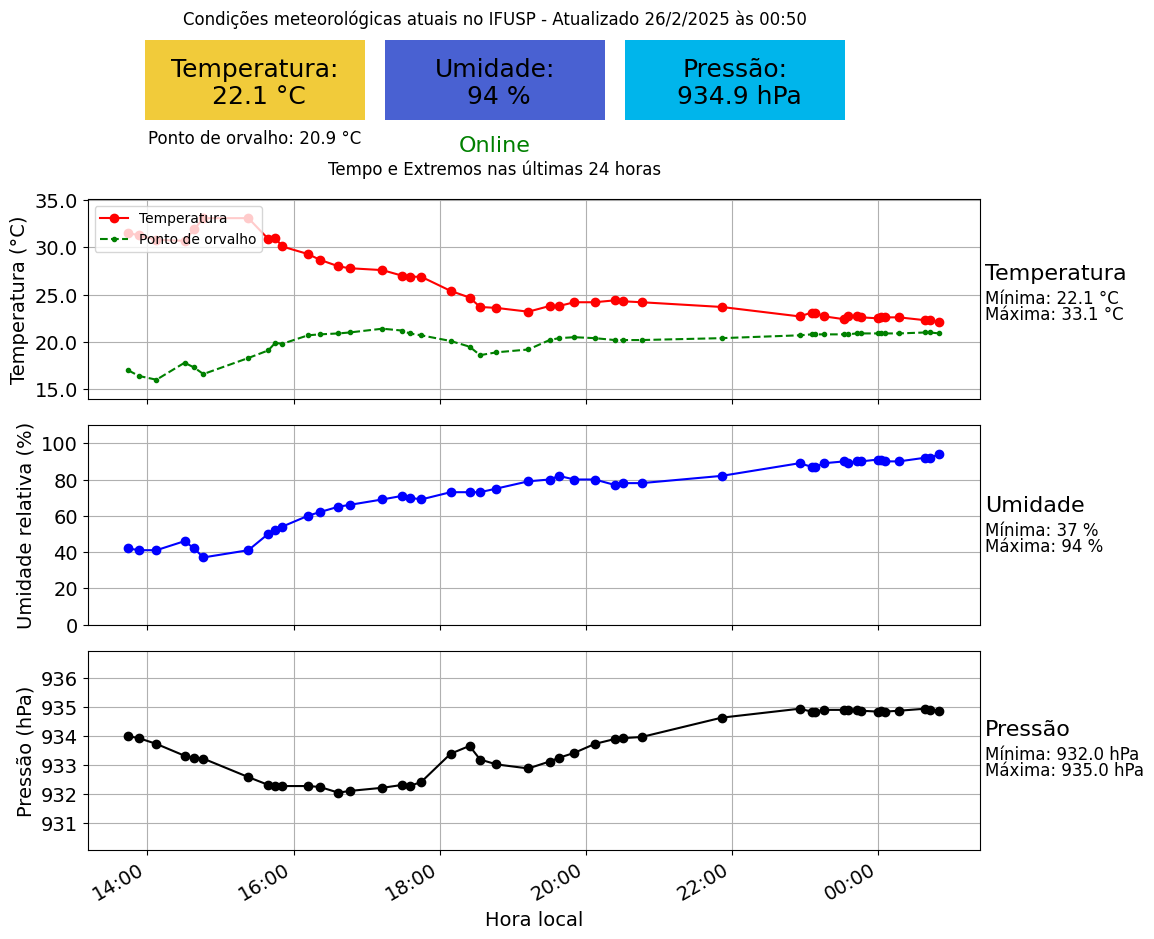 Condições meteorológicas atuais no IFUSP - Atualizado 26/2/2025 às 00:50
Temperatura:
22.1 °C
Umidade:
94 %
Pressão:
934.9 hPa
Ponto de orvalho: 20.9 °C
Online
Tempo e Extremos nas últimas 24 horas
Temperatura (°C)
35.0
30.0
25.0
20.0
15.0
Temperatura
Ponto de orvalho
Temperatura
Mínima: 22.1 °C
Máxima: 33.1 °C
Umidade relativa (%)
100
80
60
40
20
0
Umidade
Mínima: 37 %
Máxima: 94 %
Pressão (hPa)
936
935
934
933
932
931
Pressão
Mínima: 932.0 hPa
Máxima: 935.0 hPa
14:00
16:00
18:00
20:00
22:00
00:00
Hora local